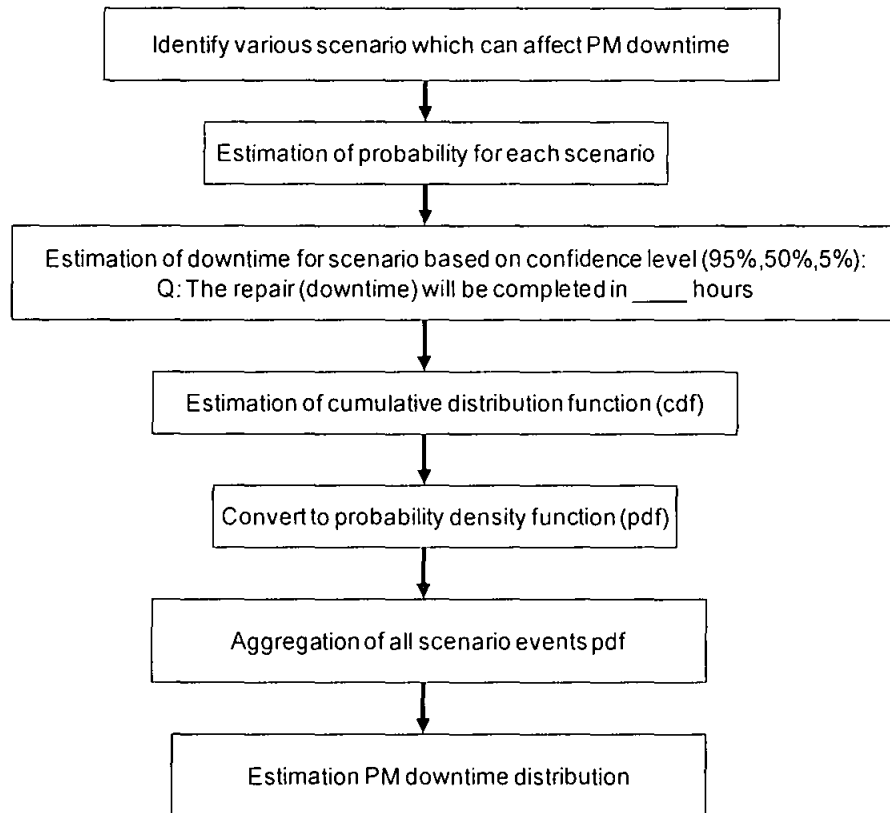 Identify various scenario which can affect PM downtime
Estimation of probability for each scenario
Estimation of downtime for scenario based on confidence level (95%,50%,5%):
Q: The repair (downtime) will be completed in ____ hours
Estimation of cumulative distribution function (cdf)
Convert to probability density function (pdf)
Aggregation of all scenario events pdf
Estimation PM downtime distribution